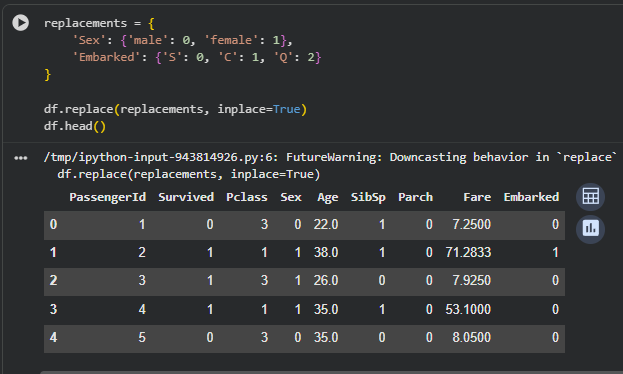 replacements = {
    'Sex': {'male': 0, 'female': 1},
    'Embarked': {'S': 0, 'C': 1, 'Q': 2}
}
df.replace(replacements, inplace=True)
df.head()
/tmp/ipython-input-943814926.py:6: FutureWarning: Downcasting behavior in `replace`
  df.replace(replacements, inplace=True)
PassengerId Survived Pclass Sex Age SibSp Parch Fare Embarked
0 1 0 3 0 22.0 1 0 7.2500 0
1 2 1 1 1 38.0 1 0 71.2833 1
2 3 1 3 1 26.0 0 0 7.9250 0
3 4 1 1 1 35.0 1 0 53.1000 0
4 5 0 3 0 35.0 0 0 8.0500 0